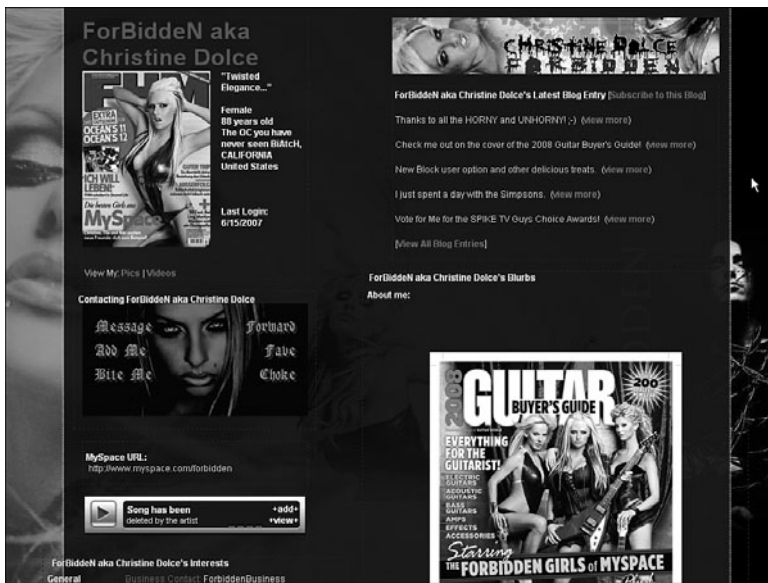 ForBiddeN aka
Christine Dolce
FHM
EXTRA
OCEAN'S 11
OCEAN'S 12
ICH WILL
LEBEN!
Die besten Girls aus
MySpace
"Twisted
Elegance..."
Female
88 years old
The OC you have
never seen BiAtcH,
CALIFORNIA
United States
Last Login:
6/15/2007
View My: Pics | Videos
Contacting ForBiddeN aka Christine Dolce
Message Forward
Add Me Fave
Bite Me Choke
MySpace URL:
http://www.myspace.com/forbidden
Song has been
deleted by the artist
+add+
+view+
ForBiddeN aka Christine Dolce's Interests
General Business Contact: ForbiddenBusiness
CHRISTINE DOLCE
FORBIDDEN
ForBiddeN aka Christine Dolce's Latest Blog Entry [Subscribe to this Blog]
Thanks to all the HORNY and UNHORNY! ;-) (view more)
Check me out on the cover of the 2008 Guitar Buyer's Guide! (view more)
New Block user option and other delicious treats. (view more)
I just spent a day with the Simpsons. (view more)
Vote for Me for the SPIKE TV Guys Choice Awards! (view more)
[View All Blog Entries]
ForBiddeN aka Christine Dolce's Blurbs
About me:
2008
GUITAR
BUYER'S GUIDE
200
EVERYTHING
FOR THE
GUITARIST!
ELECTRIC
GUITARS
ACOUSTIC
GUITARS
BASS
GUITARS
AMPS
EFFECTS
ACCESSORIES
Starring
THE FORBIDDEN GIRLS of MYSPACE